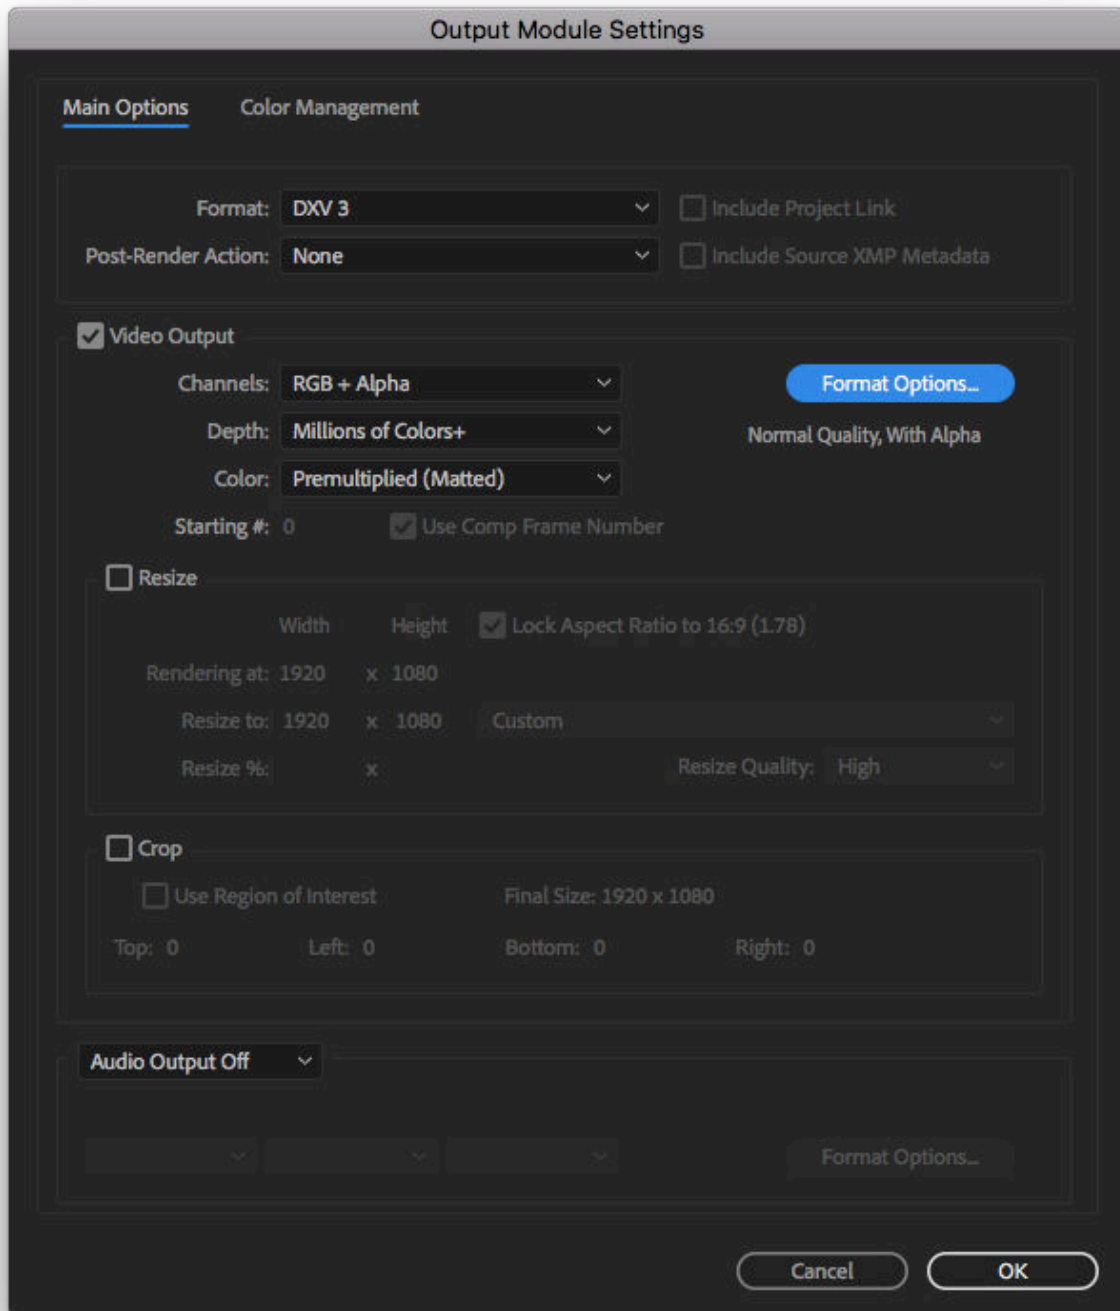 Output Module Settings
Main Options Color Management
Format: DXV 3 Include Project Link
Post-Render Action: None Include Source XMP Metadata
Video Output
Channels: RGB + Alpha Format Options...
Depth: Millions of Colors+ Normal Quality, With Alpha
Color: Premultiplied (Matted)
Starting #: 0 Use Comp Frame Number
Resize
Width Height Lock Aspect Ratio to 16:9 (1.78)
Rendering at: 1920 x 1080
Resize to: 1920 x 1080 Custom
Resize %: x Resize Quality: High
Crop
Use Region of Interest Final Size: 1920 x 1080
Top: 0 Left: 0 Bottom: 0 Right: 0
Audio Output Off
Format Options...
Cancel OK